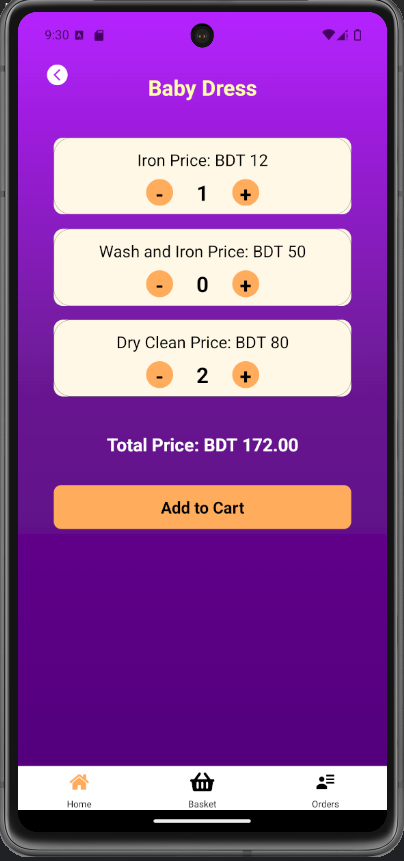 9:30
Baby Dress
Iron Price: BDT 12
- 1 +
Wash and Iron Price: BDT 50
- 0 +
Dry Clean Price: BDT 80
- 2 +
Total Price: BDT 172.00
Add to Cart
Home Basket Orders